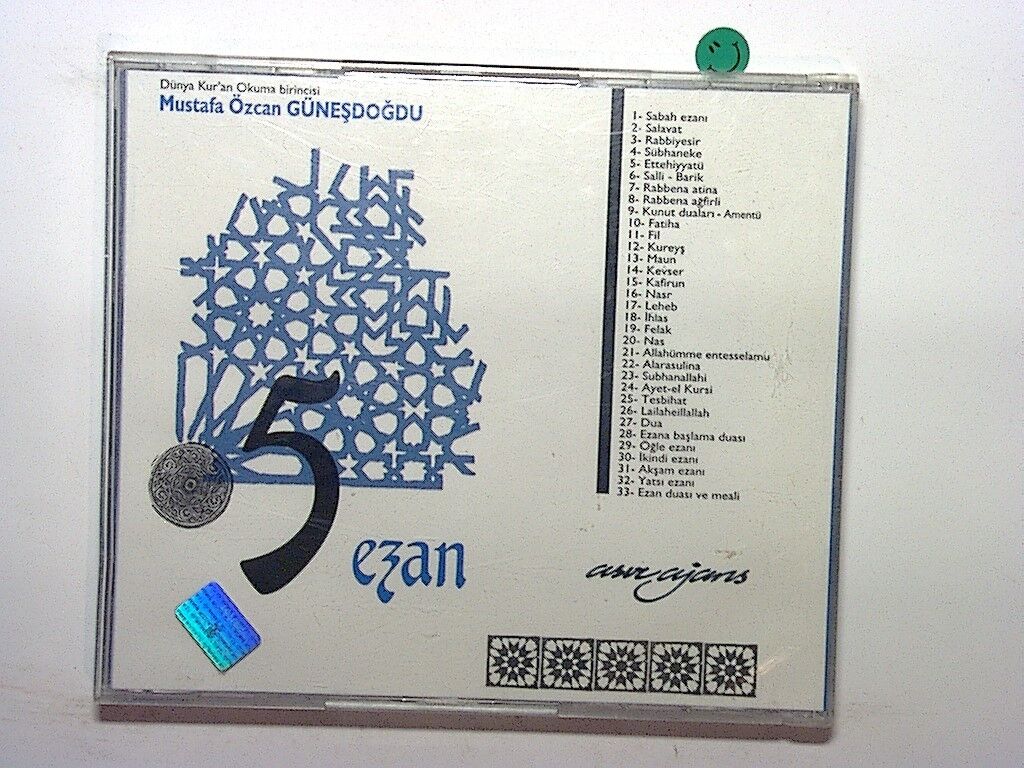 Dünya Kur'an Okuma birincisi
Mustafa Özcan GÜNEŞDOĞDU
1- Sabah ezanı
2- Salavat
3- Rabbiyesir
4- Sübhaneke
5- Ettehiyyatü
6- Salli - Barik
7- Rabbena atina
8- Rabbena ağfirli
9- Kunut duaları - Amentü
10- Fatiha
11- Fil
12- Kureyş
13- Maun
14- Kevser
15- Kafirun
16- Nasr
17- Leheb
18- İhlas
19- Felak
20- Nas
21- Allahümme entesselamu
22- Alarasulina
23- Subhanallahi
24- Ayet-el Kursi
25- Tesbihat
26- Lailaheillallah
27- Dua
28- Ezana başlama duası
29- Öğle ezanı
30- İkindi ezanı
31- Akşam ezanı
32- Yatsı ezanı
33- Ezan duası ve meali
5 ezan
asır ajans